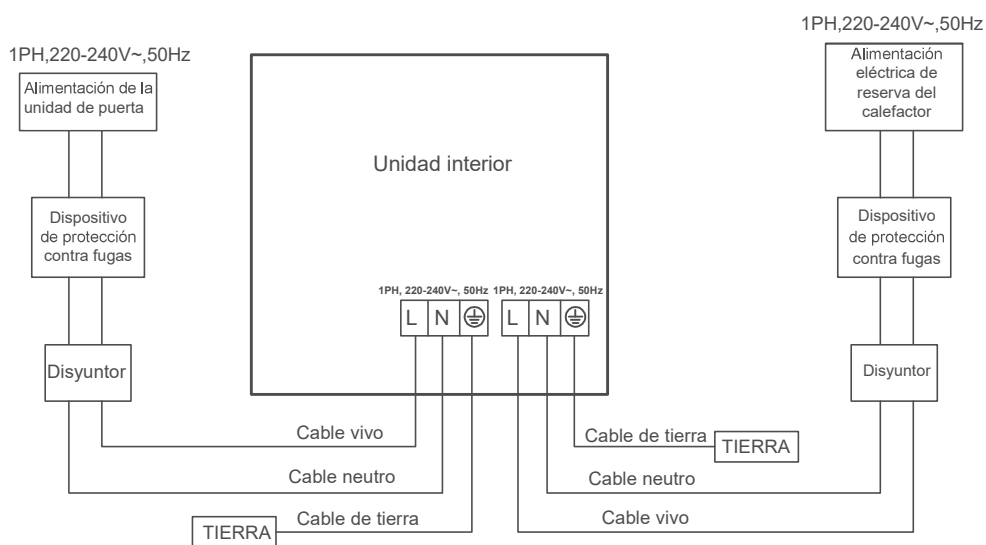 1PH,220-240V~,50Hz
Alimentación de la
unidad de puerta
Dispositivo
de protección
contra fugas
Disyuntor
Unidad interior
1PH, 220-240V~, 50Hz
1PH, 220-240V~, 50Hz
L N
L N
1PH,220-240V~,50Hz
Alimentación
eléctrica de
reserva del
calefactor
Dispositivo
de protección
contra fugas
Disyuntor
Cable vivo
Cable neutro
Cable de tierra
TIERRA
Cable de tierra
TIERRA
Cable neutro
Cable vivo